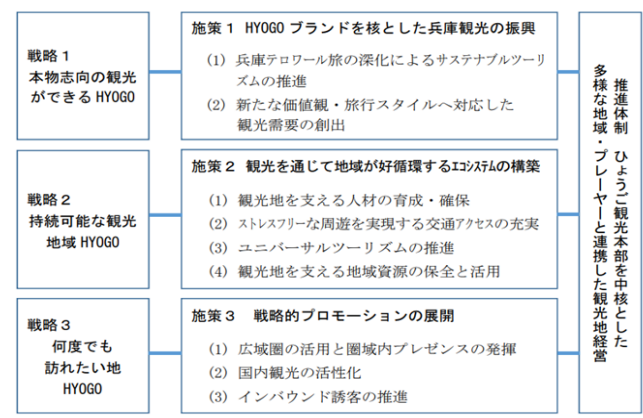 戦略1
本物志向の観光
ができる HYOGO
施策1 HYOGO ブランドを核とした兵庫観光の振興
(1) 兵庫テロワール旅の深化によるサステナブルツーリ
ズムの推進
(2) 新たな価値観・旅行スタイルへ対応した
観光需要の創出
戦略2
持続可能な観光
地域 HYOGO
施策2 観光を通じて地域が好循環するエコシステムの構築
(1) 観光地を支える人材の育成・確保
(2) ストレスフリーな周遊を実現する交通アクセスの充実
(3) ユニバーサルツーリズムの推進
(4) 観光地を支える地域資源の保全と活用
戦略3
何度でも
訪れたい地
HYOGO
施策3 戦略的プロモーションの展開
(1) 広域圏の活用と圏域内プレゼンスの発揮
(2) 国内観光の活性化
(3) インバウンド誘客の推進
推進体制 ひょうご観光本部を中核とした
多様な地域・プレーヤーと連携した観光地経営